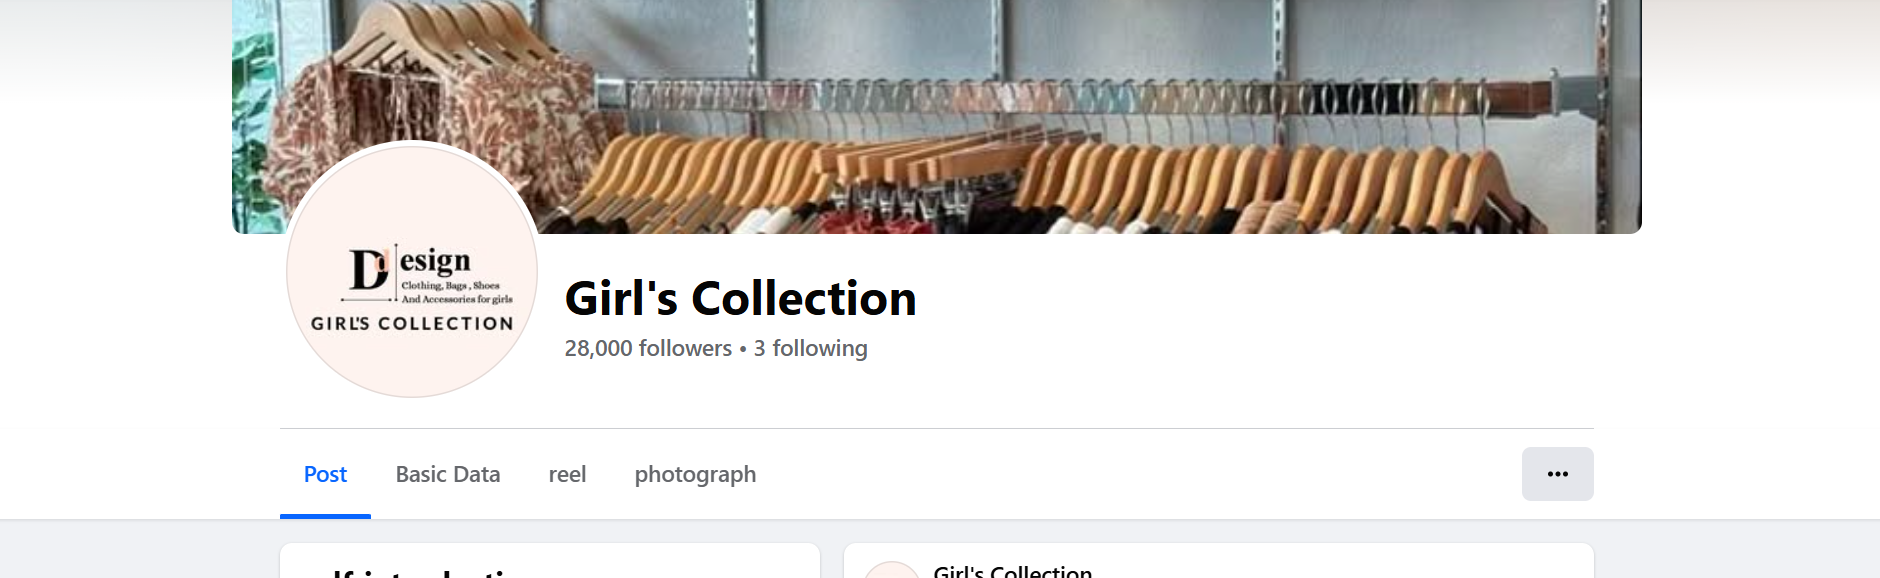 Design
Clothing, Bags , Shoes
And Accessories for girls
GIRL'S COLLECTION
Girl's Collection
28,000 followers • 3 following
Post
Basic Data
reel
photograph
Girl's Collection